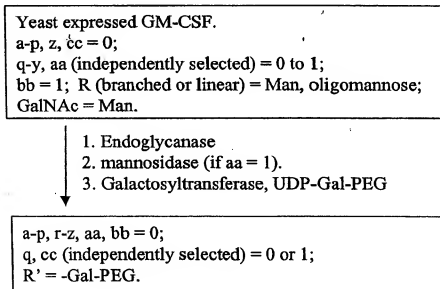 Yeast expressed GM-CSF.
a-p, z, cc = 0;
q-y, aa (independently selected) = 0 to 1;
bb = 1; R (branched or linear) = Man, oligomannose;
GalNAc = Man.
1. Endoglycanase
2. mannosidase (if aa = 1).
3. Galactosyltransferase, UDP-Gal-PEG
a-p, r-z, aa, bb = 0;
q, cc (independently selected) = 0 or 1;
R' = -Gal-PEG.